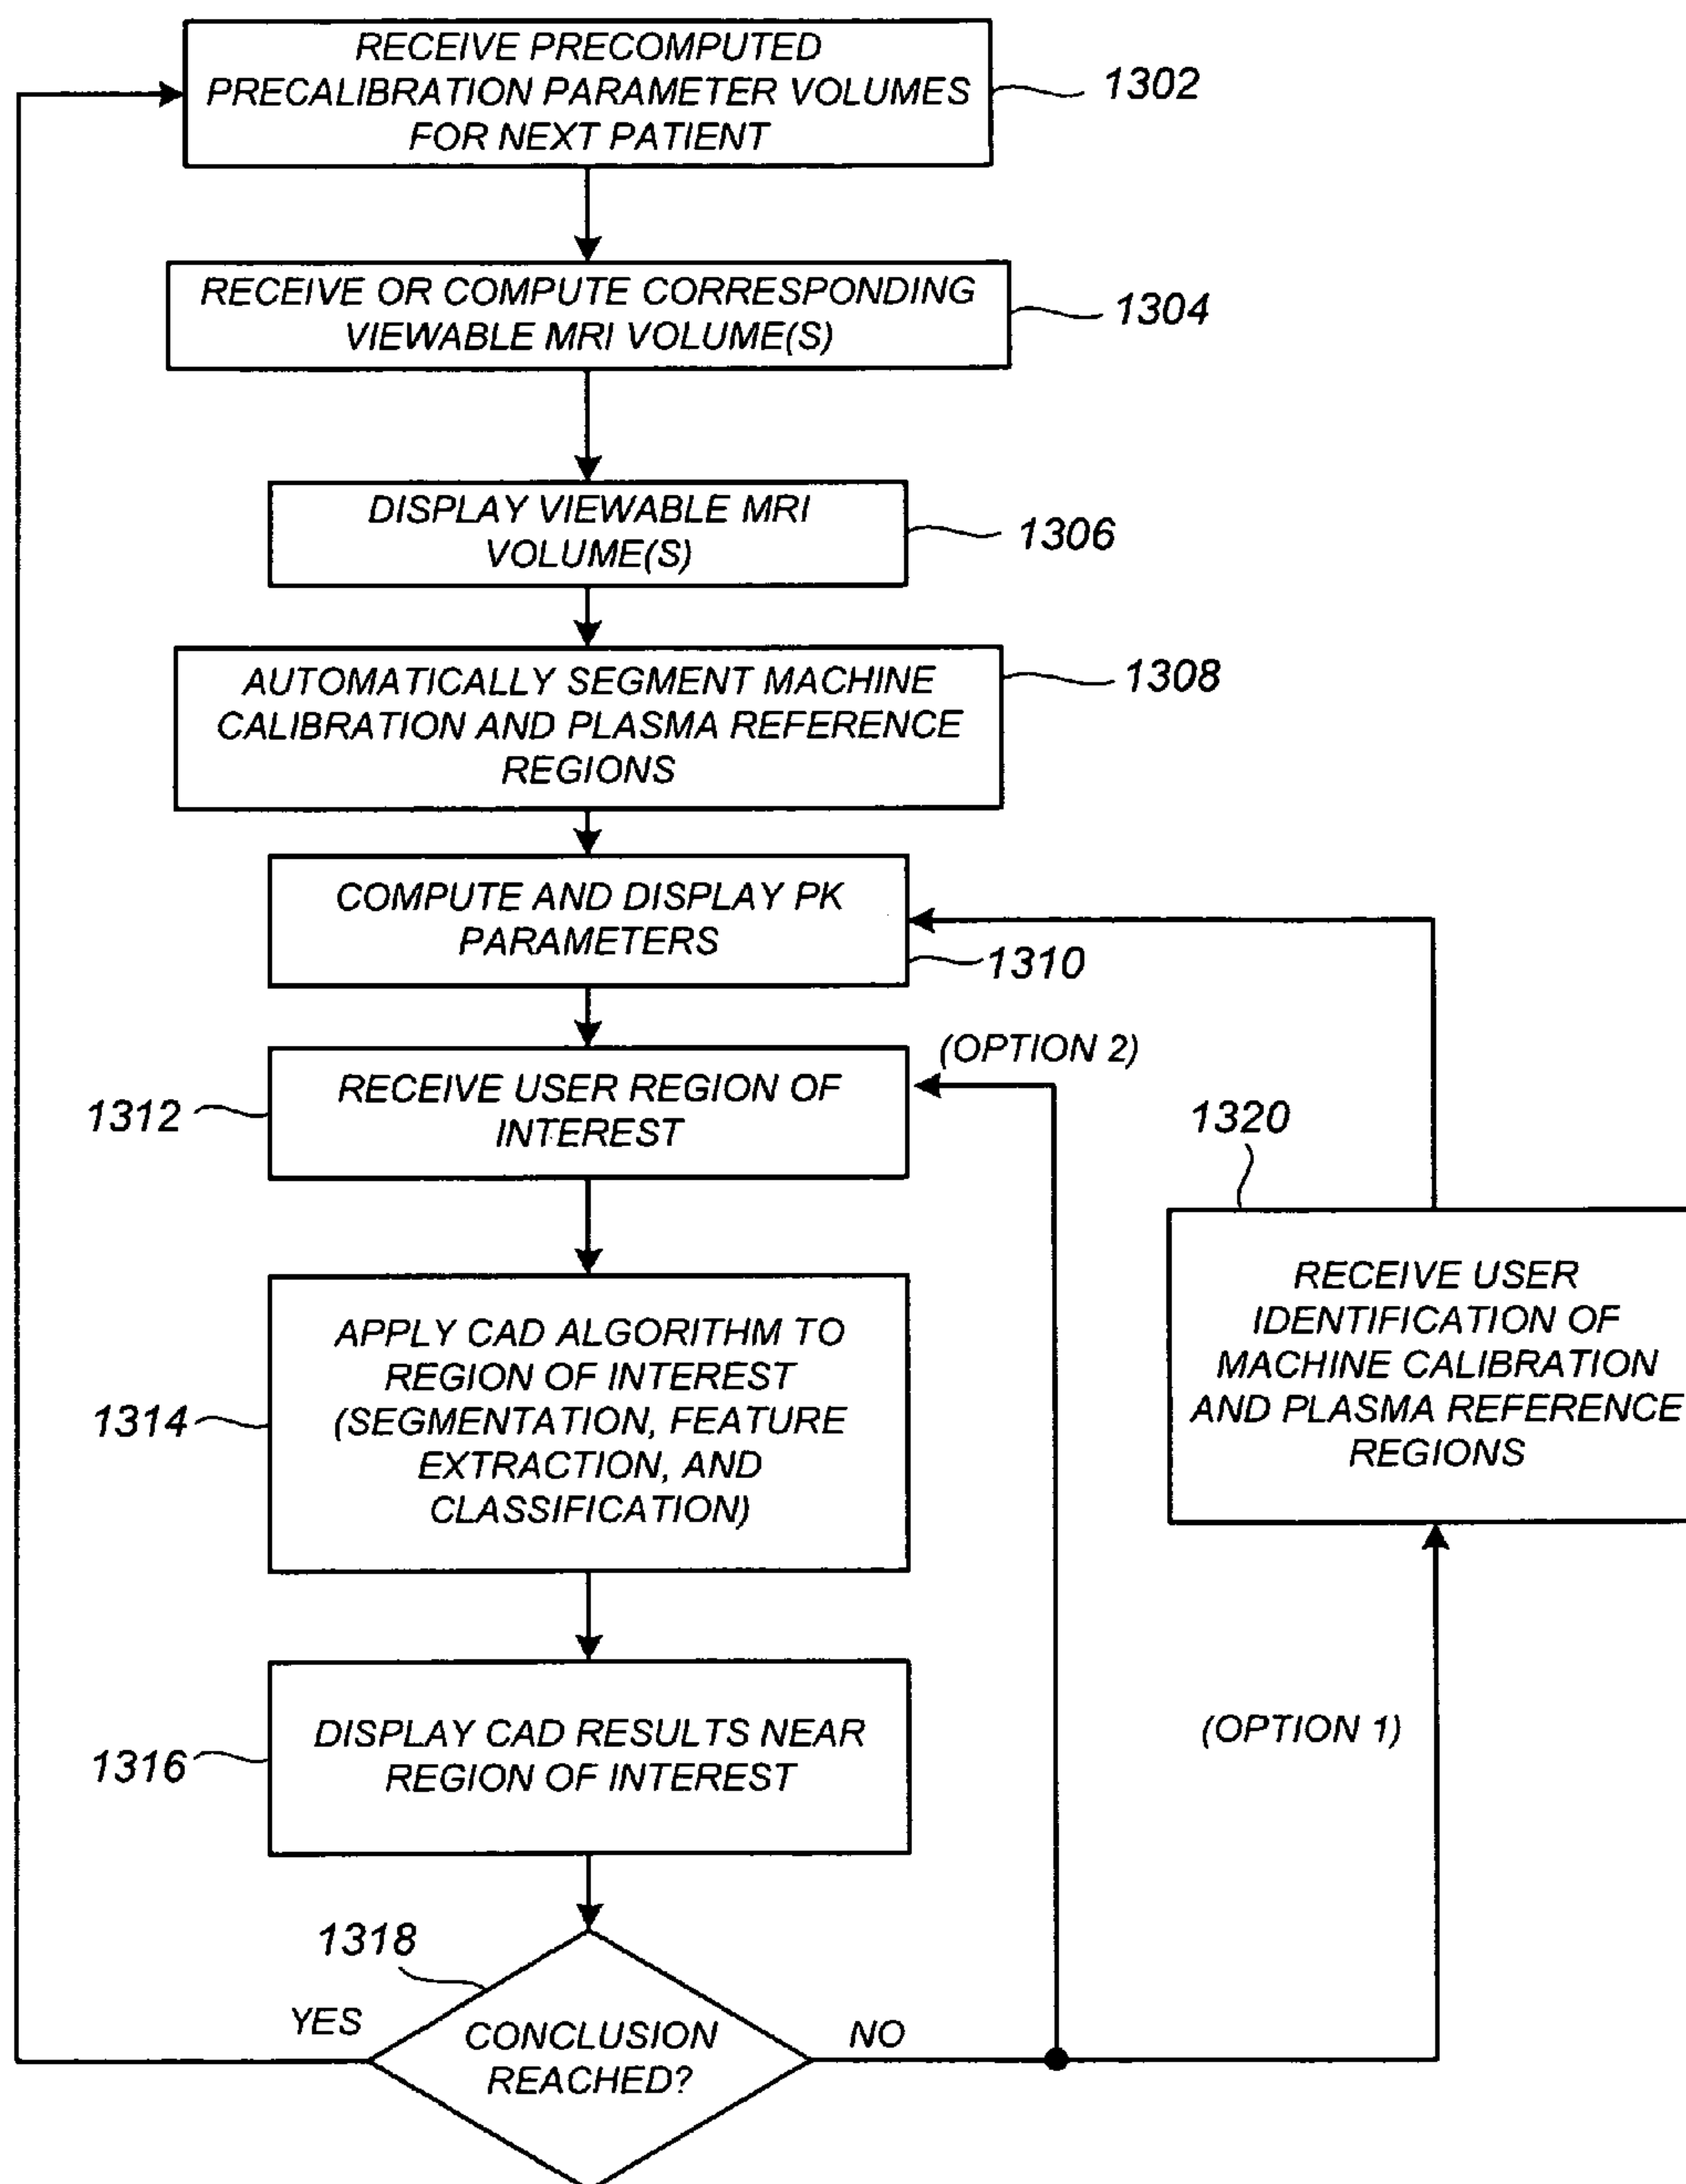 RECEIVE PRECOMPUTED
PRECALIBRATION PARAMETER VOLUMES
FOR NEXT PATIENT
1302
RECEIVE OR COMPUTE CORRESPONDING
VIEWABLE MRI VOLUME(S)
1304
DISPLAY VIEWABLE MRI
VOLUME(S)
1306
AUTOMATICALLY SEGMENT MACHINE
CALIBRATION AND PLASMA REFERENCE
REGIONS
1308
COMPUTE AND DISPLAY PK
PARAMETERS
1310
(OPTION 2)
RECEIVE USER REGION OF
INTEREST
1312
1320
RECEIVE USER
IDENTIFICATION OF
MACHINE CALIBRATION
AND PLASMA REFERENCE
REGIONS
APPLY CAD ALGORITHM TO
REGION OF INTEREST
(SEGMENTATION, FEATURE
EXTRACTION, AND
CLASSIFICATION)
1314
(OPTION 1)
DISPLAY CAD RESULTS NEAR
REGION OF INTEREST
1316
1318
YES
CONCLUSION
REACHED?
NO